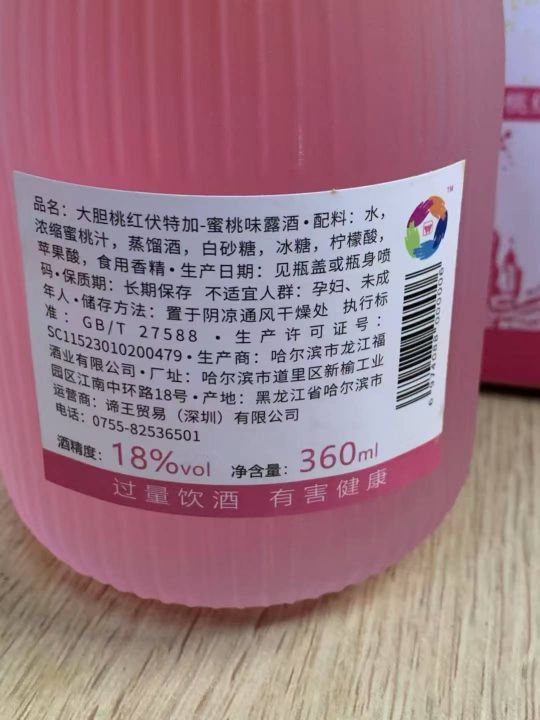 品名：大胆桃红伏特加-蜜桃味露酒•配料：水，
浓缩蜜桃汁，蒸馏酒，白砂糖，冰糖，柠檬酸，
苹果酸，食用香精•生产日期：见瓶盖或瓶身喷
码•保质期：长期保存 不适宜人群：孕妇、未成
年人•储存方法：置于阴凉通风干燥处 执行标
准：GB/T 27588•生产许可证号：
SC11523010200479•生产商：哈尔滨市龙江福
酒业有限公司•厂址：哈尔滨市道里区新榆工业
园区江南中环路18号•产地：黑龙江省哈尔滨市
运营商：谛王贸易（深圳）有限公司
电话：0755-82536501
酒精度：18%vol 净含量：360ml
过量饮酒 有害健康
TM